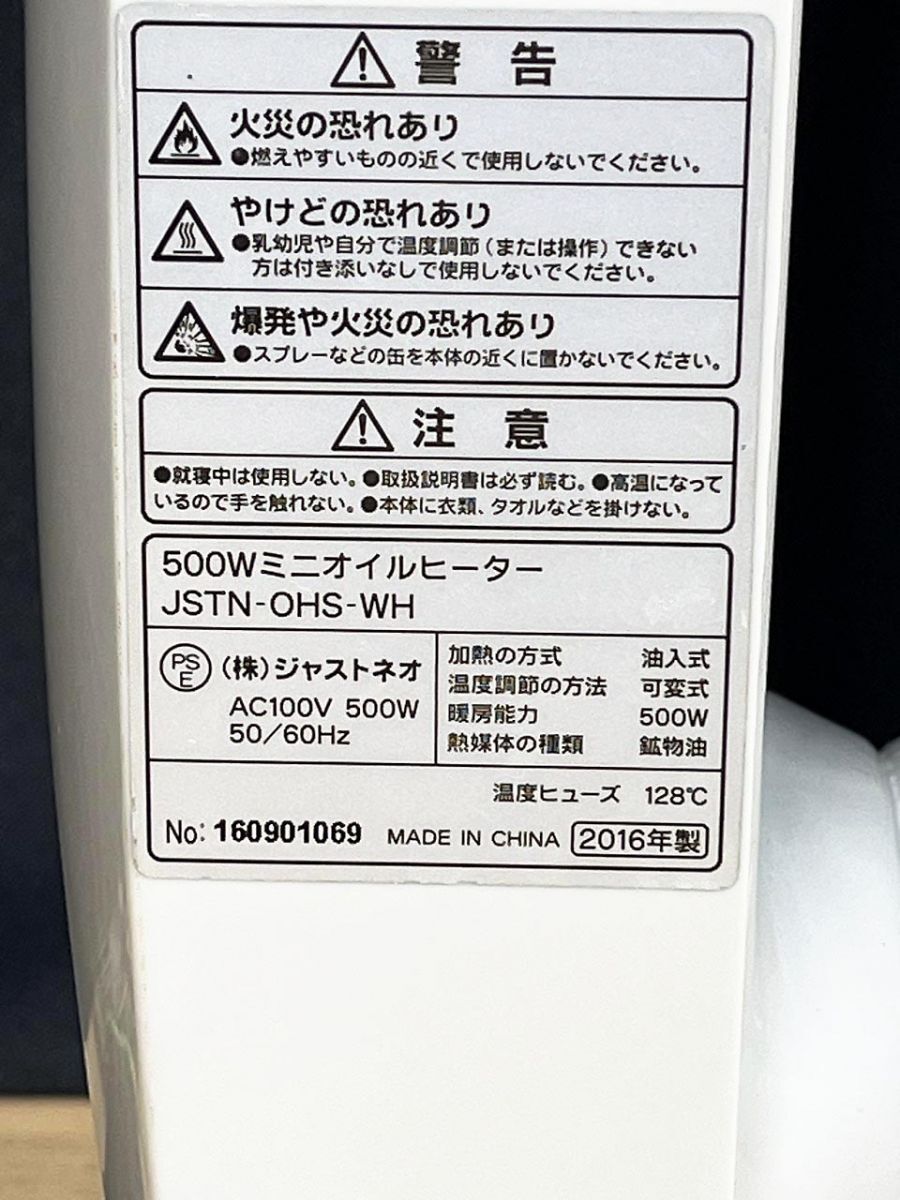 警告
火災の恐れあり
●燃えやすいものの近くで使用しないでください。
やけどの恐れあり
●乳幼児や自分で温度調節(または操作)できない
方は付き添いなしで使用しないでください。
爆発や火災の恐れあり
●スプレーなどの缶を本体の近くに置かないでください。
注意
●就寝中は使用しない。●取扱説明書は必ず読む。●高温になって
いるので手を触れない。●本体に衣類、タオルなどを掛けない。
500Wミニオイルヒーター
JSTN-OHS-WH
PS
E
(株)ジャストネオ
AC100V 500W
50/60Hz
加熱の方式 油入式
温度調節の方法 可変式
暖房能力 500W
熱媒体の種類 鉱物油
温度ヒューズ 128℃
No: 160901069 MADE IN CHINA 2016年製